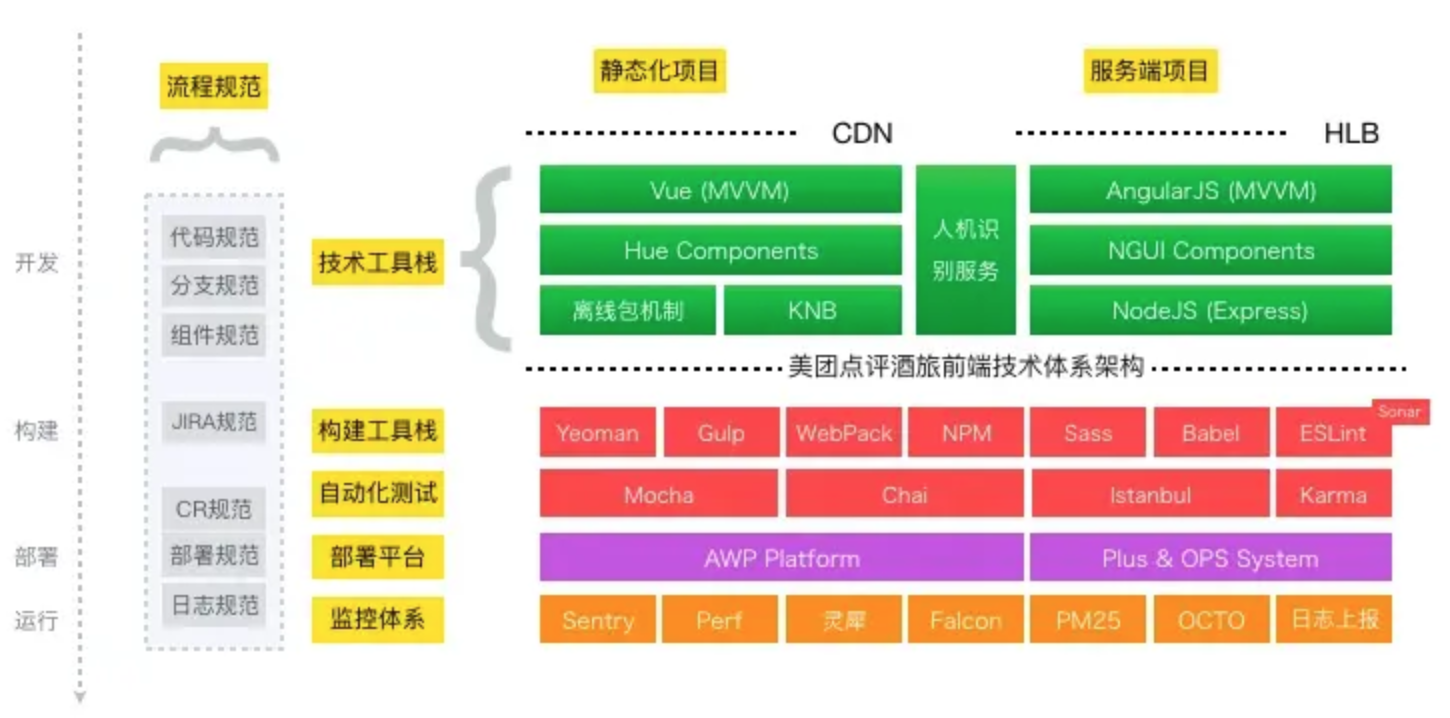 流程规范
静态化项目
服务端项目
CDN
HLB
开发
构建
部署
运行
代码规范
分支规范
组件规范
JIRA规范
CR规范
部署规范
日志规范
技术工具栈
Vue (MVVM)
Hue Components
离线包机制
KNB
人机识
别服务
AngularJS (MVVM)
NGUI Components
NodeJS (Express)
美团点评酒旅前端技术体系架构
构建工具栈
Yeoman
Gulp
WebPack
NPM
Sass
Babel
ESLint
Sonar
自动化测试
Mocha
Chai
Istanbul
Karma
部署平台
AWP Platform
Plus & OPS System
监控体系
Sentry
Perf
灵犀
Falcon
PM25
OCTO
日志上报